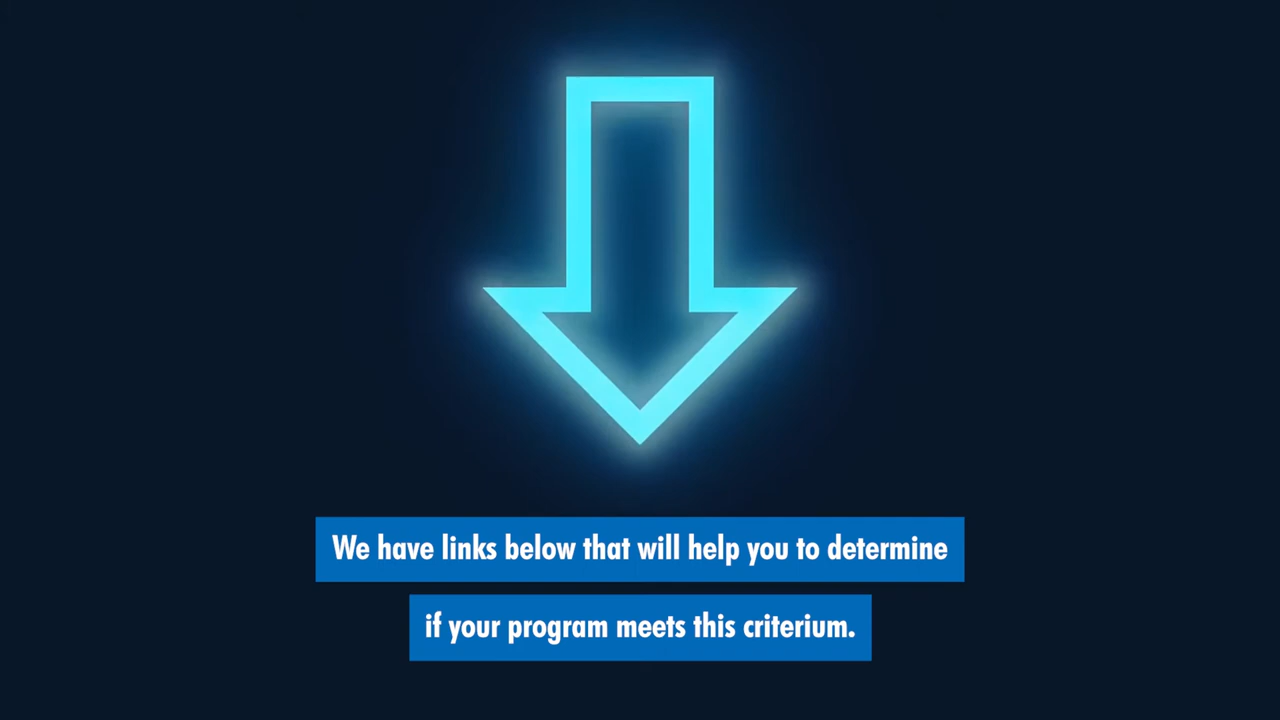 We have links below that will help you to determine
if your program meets this criterium.